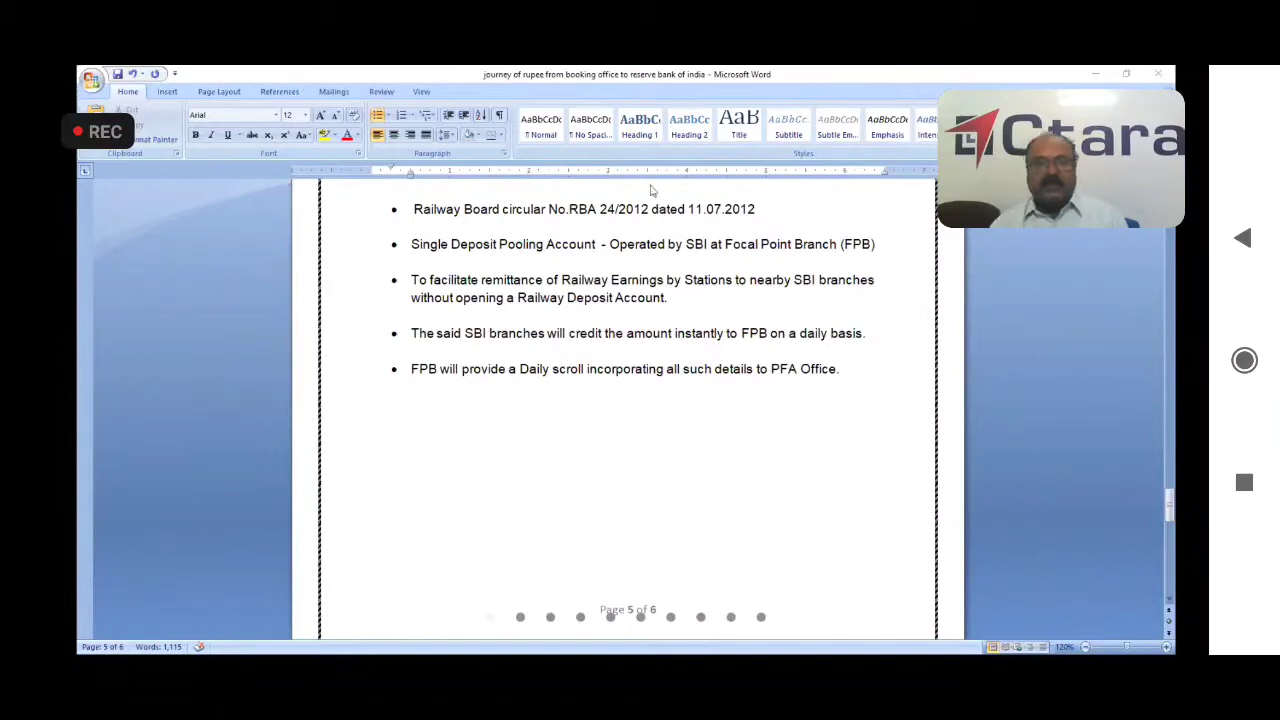 journey of rupee from booking office to reserve bank of india - Microsoft Word
Home Insert Page Layout References Mailings Review View
REC
Cut
Format Painter
Clipboard
Arial 12
Font
Paragraph
AaBbCcDc AaBbCcDc AaBbC AaBbCc AaB AaBbCc. AaBbCcDc AaBbCcDc
¶ Normal ¶ No Spaci... Heading 1 Heading 2 Title Subtitle Subtle Em... Emphasis
Styles
Ctara
• Railway Board circular No.RBA 24/2012 dated 11.07.2012
• Single Deposit Pooling Account - Operated by SBI at Focal Point Branch (FPB)
• To facilitate remittance of Railway Earnings by Stations to nearby SBI branches
without opening a Railway Deposit Account.
• The said SBI branches will credit the amount instantly to FPB on a daily basis.
• FPB will provide a Daily scroll incorporating all such details to PFA Office.
Page 5 of 6
Page: 5 of 6 Words: 1,115 120%